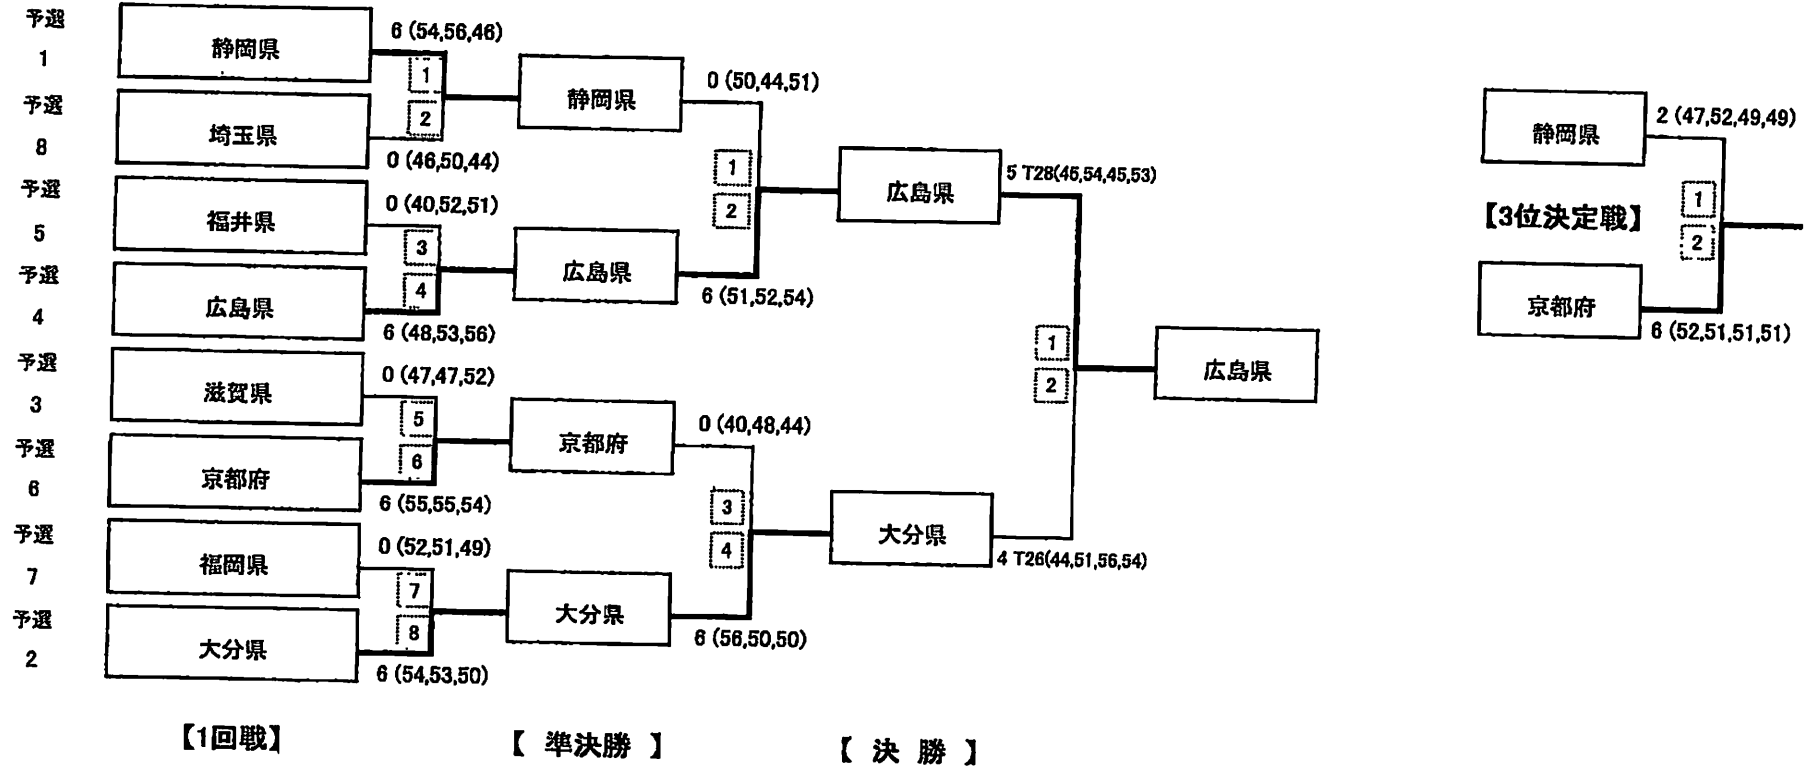 予選
1
静岡県
6 (54,56,46)
1
2
予選
8
埼玉県
0 (46,50,44)
静岡県
0 (50,44,51)
予選
5
福井県
0 (40,52,51)
3
4
予選
4
広島県
6 (48,53,56)
広島県
6 (51,52,54)
1
2
予選
3
滋賀県
0 (47,47,52)
5
6
予選
6
京都府
6 (55,55,54)
京都府
0 (40,48,44)
予選
7
福岡県
0 (52,51,49)
7
8
予選
2
大分県
6 (54,53,50)
大分県
6 (56,50,50)
3
4
広島県
5 T28(46,54,45,53)
1
2
大分県
4 T26(44,51,56,54)
広島県
静岡県
2 (47,52,49,49)
【3位決定戦】
1
2
京都府
6 (52,51,51,51)
【1回戦】
【 準決勝 】
【 決 勝 】